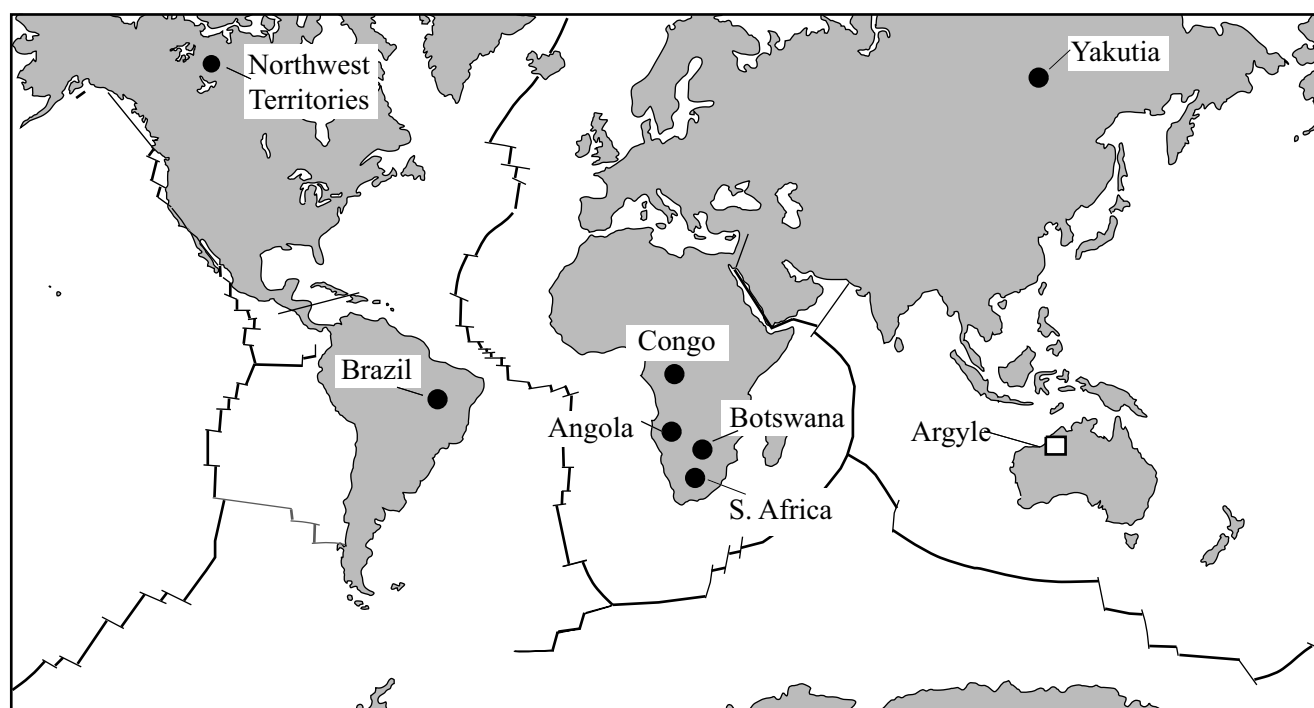 Northwest
Territories
Yakutia
Congo
Brazil
Botswana
Angola
Argyle
S. Africa